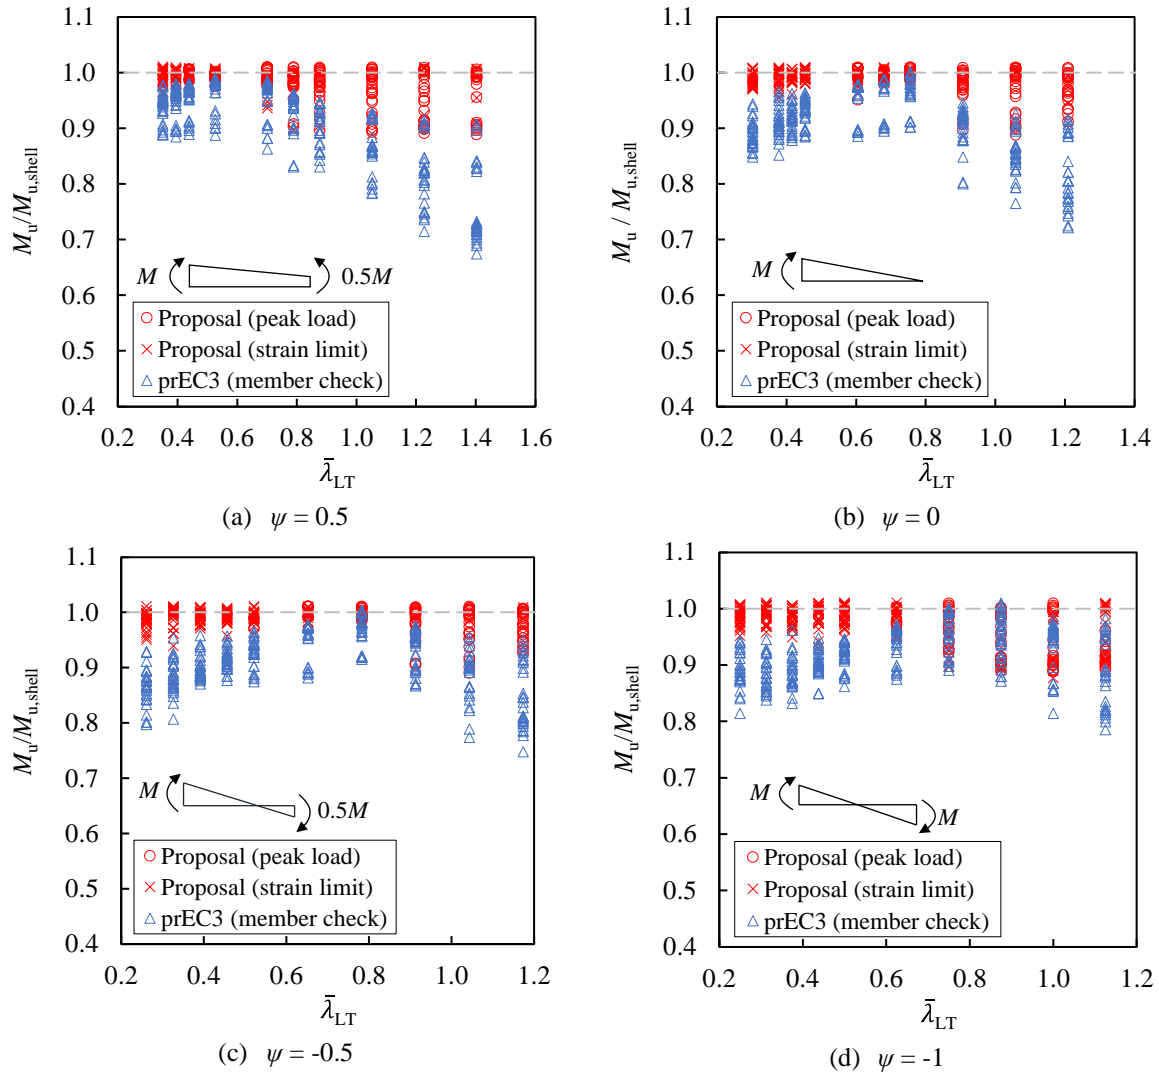 1.1
1.0
0.9
0.8
0.7
0.6
0.5
0.4
Mu/Mu,shell
M
0.5M
Proposal (peak load)
Proposal (strain limit)
prEC3 (member check)
0.2 0.4 0.6 0.8 1.0 1.2 1.4 1.6
λ̄LT
(a) ψ = 0.5
1.1
1.0
0.9
0.8
0.7
0.6
0.5
0.4
Mu / Mu,shell
M
Proposal (peak load)
Proposal (strain limit)
prEC3 (member check)
0.2 0.4 0.6 0.8 1.0 1.2 1.4
λ̄LT
(b) ψ = 0
1.1
1.0
0.9
0.8
0.7
0.6
0.5
0.4
Mu/Mu,shell
M
0.5M
Proposal (peak load)
Proposal (strain limit)
prEC3 (member check)
0.2 0.4 0.6 0.8 1.0 1.2
λ̄LT
(c) ψ = -0.5
1.1
1.0
0.9
0.8
0.7
0.6
0.5
0.4
Mu/Mu,shell
M
M
Proposal (peak load)
Proposal (strain limit)
prEC3 (member check)
0.2 0.4 0.6 0.8 1.0 1.2
λ̄LT
(d) ψ = -1